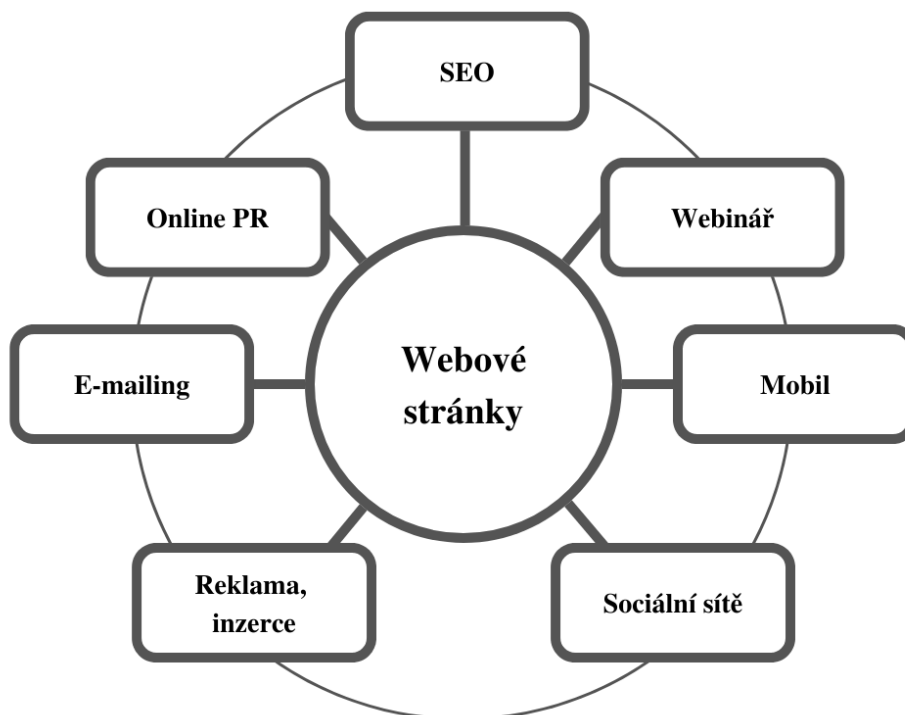 SEO
Online PR
Webinář
Webové
stránky
E-mailing
Mobil
Reklama,
inzerce
Sociální sítě